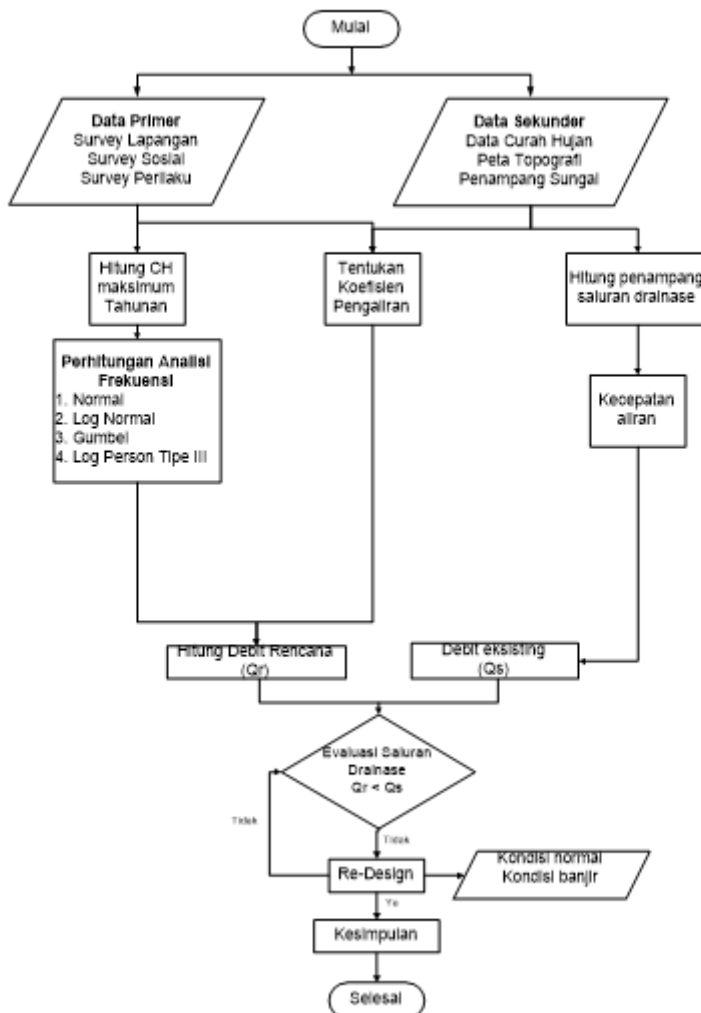 Mulai
Data Primer
Survey Lapangan
Survey Sosial
Survey Perilaku
Data Sekunder
Data Curah Hujan
Peta Topografi
Penampang Sungai
Hitung CH
maksimum
Tahunan
Tentukan
Koefisien
Pengaliran
Hitung penampang
saluran drainase
Perhitungan Analisi
Frekuensi
1. Normal
2. Log Normal
3. Gumbel
4. Log Person Tipe III
Kecepatan
aliran
Hitung Debit Rencana
(Qr)
Debit eksisting
(Qs)
Evaluasi Saluran
Drainase
Qr < Qs
Tidak
Tidak
Re-Design
Kondisi normal
Kondisi banjir
Ya
Kesimpulan
Selesai